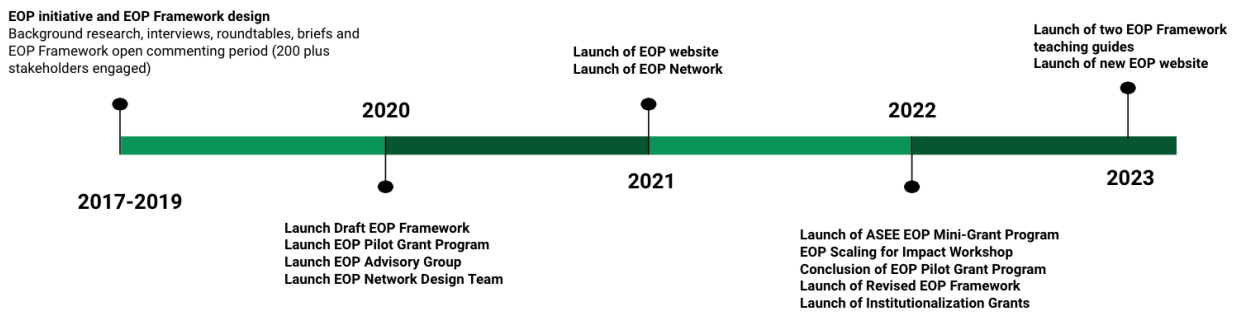 EOP initiative and EOP Framework design
Background research, interviews, roundtables, briefs and
EOP Framework open commenting period (200 plus
stakeholders engaged)
2017-2019
2020
Launch Draft EOP Framework
Launch EOP Pilot Grant Program
Launch EOP Advisory Group
Launch EOP Network Design Team
Launch of EOP website
Launch of EOP Network
2021
2022
Launch of ASEE EOP Mini-Grant Program
EOP Scaling for Impact Workshop
Conclusion of EOP Pilot Grant Program
Launch of Revised EOP Framework
Launch of Institutionalization Grants
Launch of two EOP Framework
teaching guides
Launch of new EOP website
2023